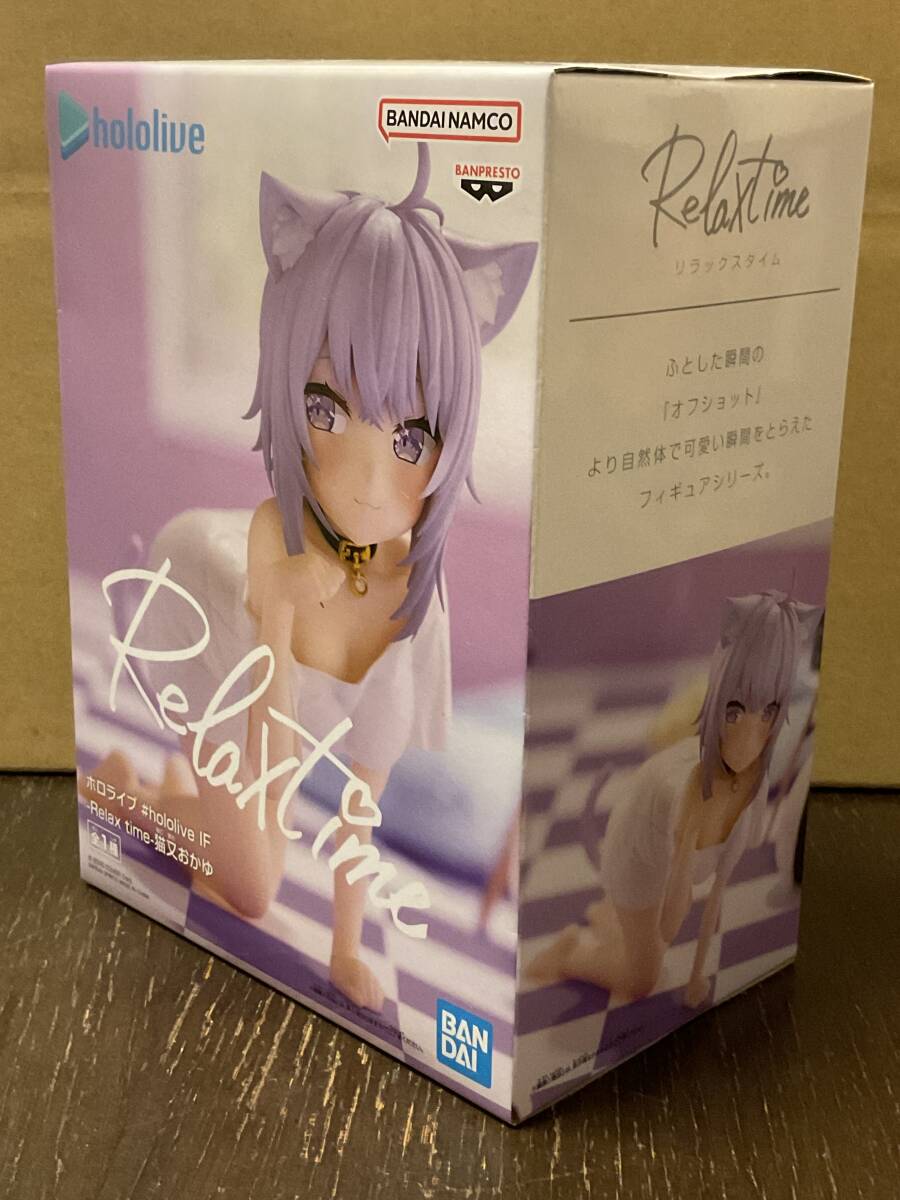 hololive
BANDAI NAMCO
BANPRESTO
Relaxtime
ホロライブ #hololive IF
-Relax time-猫又おかゆ
全1種
BAN
DAI
Relaxtime
リラックスタイム
ふとした瞬間の
「オフショット」
より自然体で可愛い瞬間をとらえた
フィギュアシリーズ。